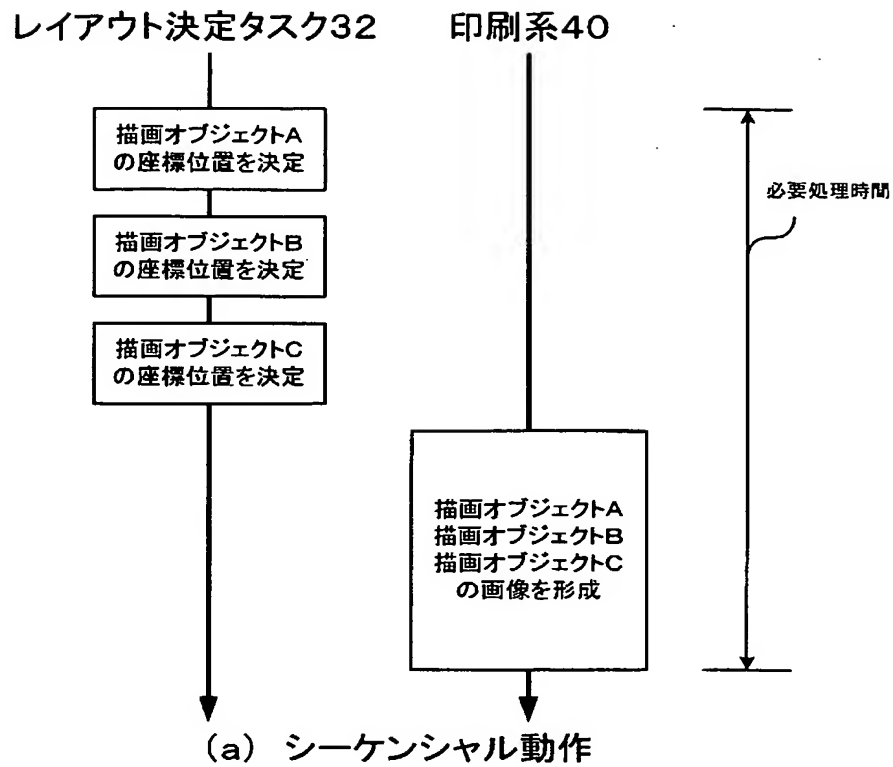 レイアウト決定タスク32
印刷系40
描画オブジェクトA
の座標位置を決定
描画オブジェクトB
の座標位置を決定
描画オブジェクトC
の座標位置を決定
必要処理時間
描画オブジェクトA
描画オブジェクトB
描画オブジェクトC
の画像を形成
(a) シーケンシャル動作